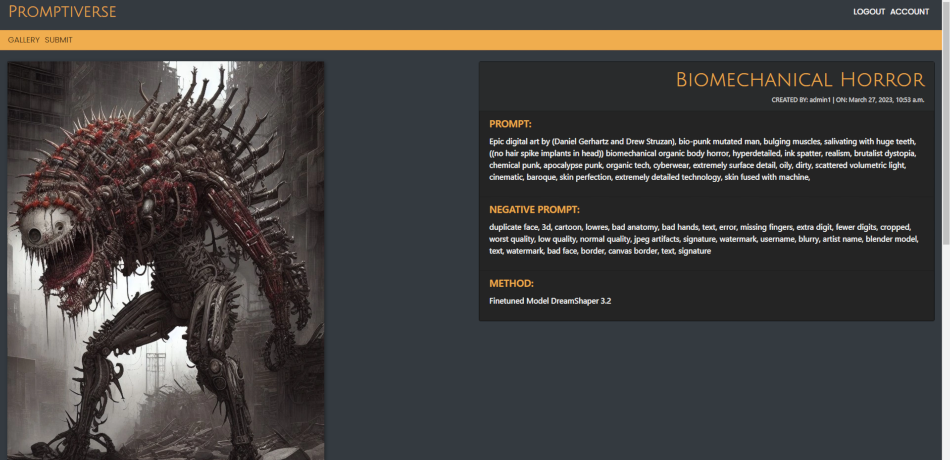 PROMPTIVERSE
LOGOUT ACCOUNT
GALLERY SUBMIT
BIOMECHANICAL HORROR
CREATED BY: admin1 | ON: March 27, 2023, 10:53 a.m.
PROMPT:
Epic digital art by (Daniel Gerhartz and Drew Struzan), bio-punk mutated man, bulging muscles, salivating with huge teeth,
((no hair spike implants in head)) biomechanical organic body horror, hyperdetailed, ink spatter, realism, brutalist dystopia,
chemical punk, apocalypse punk, organic tech, cyberwear, extremely surface detail, oily, dirty, scattered volumetric light,
cinematic, baroque, skin perfection, extremely detailed technology, skin fused with machine,
NEGATIVE PROMPT:
duplicate face, 3d, cartoon, lowres, bad anatomy, bad hands, text, error, missing fingers, extra digit, fewer digits, cropped,
worst quality, low quality, normal quality, jpeg artifacts, signature, watermark, username, blurry, artist name, blender model,
text, watermark, bad face, border, canvas border, text, signature
METHOD:
Finetuned Model DreamShaper 3.2